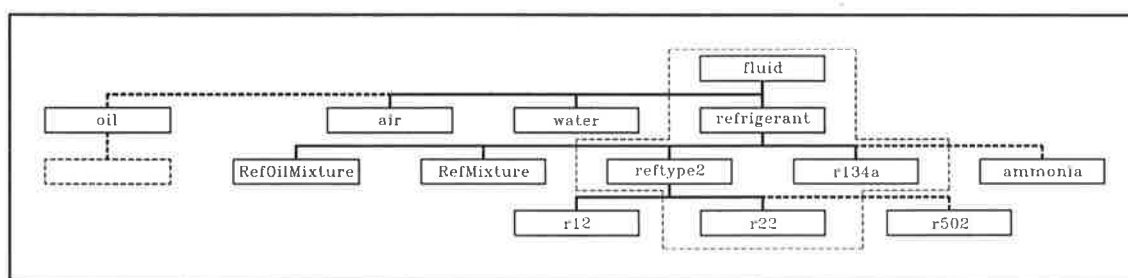 fluid
oil air water refrigerant
RefOilMixture RefMixture reftype2 r134a ammonia
r12 r22 r502